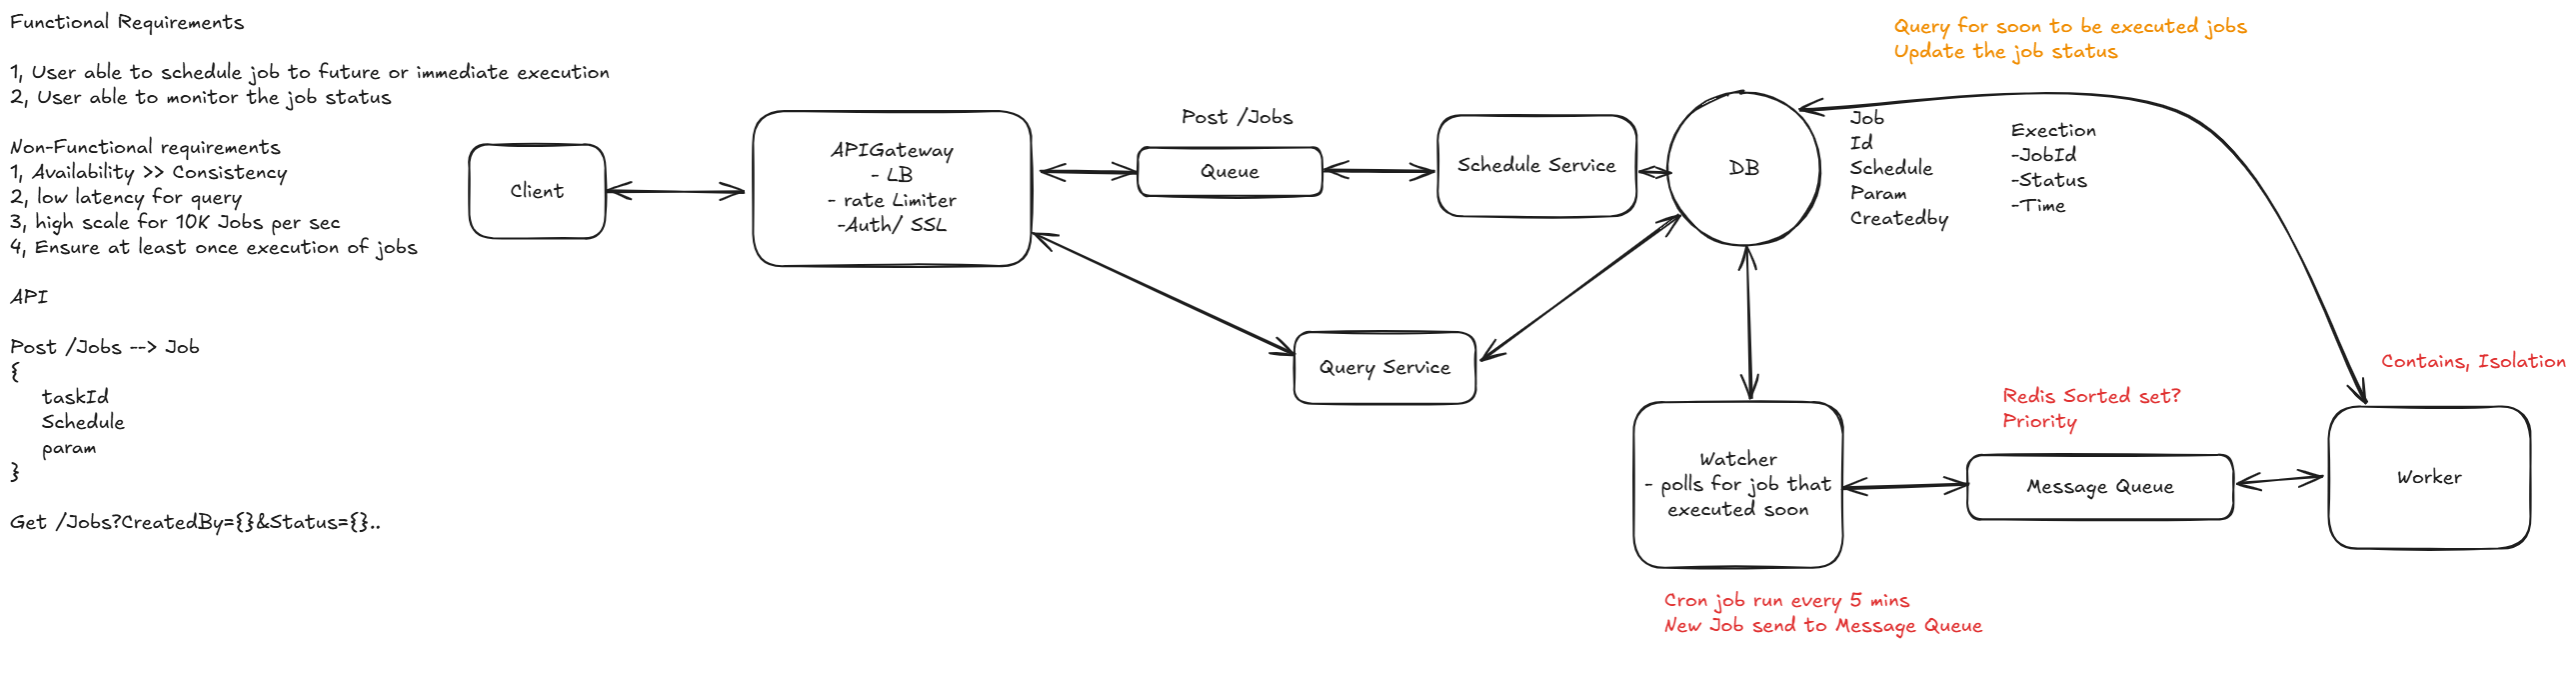 Functional Requirements
1, User able to schedule job to future or immediate execution
2, User able to monitor the job status
Non-Functional requirements
1, Availability >> Consistency
2, low latency for query
3, high scale for 10K Jobs per sec
4, Ensure at least once execution of jobs
API
Post /Jobs --> Job
{
taskId
Schedule
param
}
Get /Jobs?CreatedBy={}&Status={}..
Client
APIGateway
- LB
- rate Limiter
-Auth/ SSL
Post /Jobs
Queue
Schedule Service
Query Service
DB
Query for soon to be executed jobs
Update the job status
Job
Id
Schedule
Param
Createdby
Exection
-JobId
-Status
-Time
Watcher
- polls for job that
executed soon
Cron job run every 5 mins
New Job send to Message Queue
Redis Sorted set?
Priority
Message Queue
Contains, Isolation
Worker